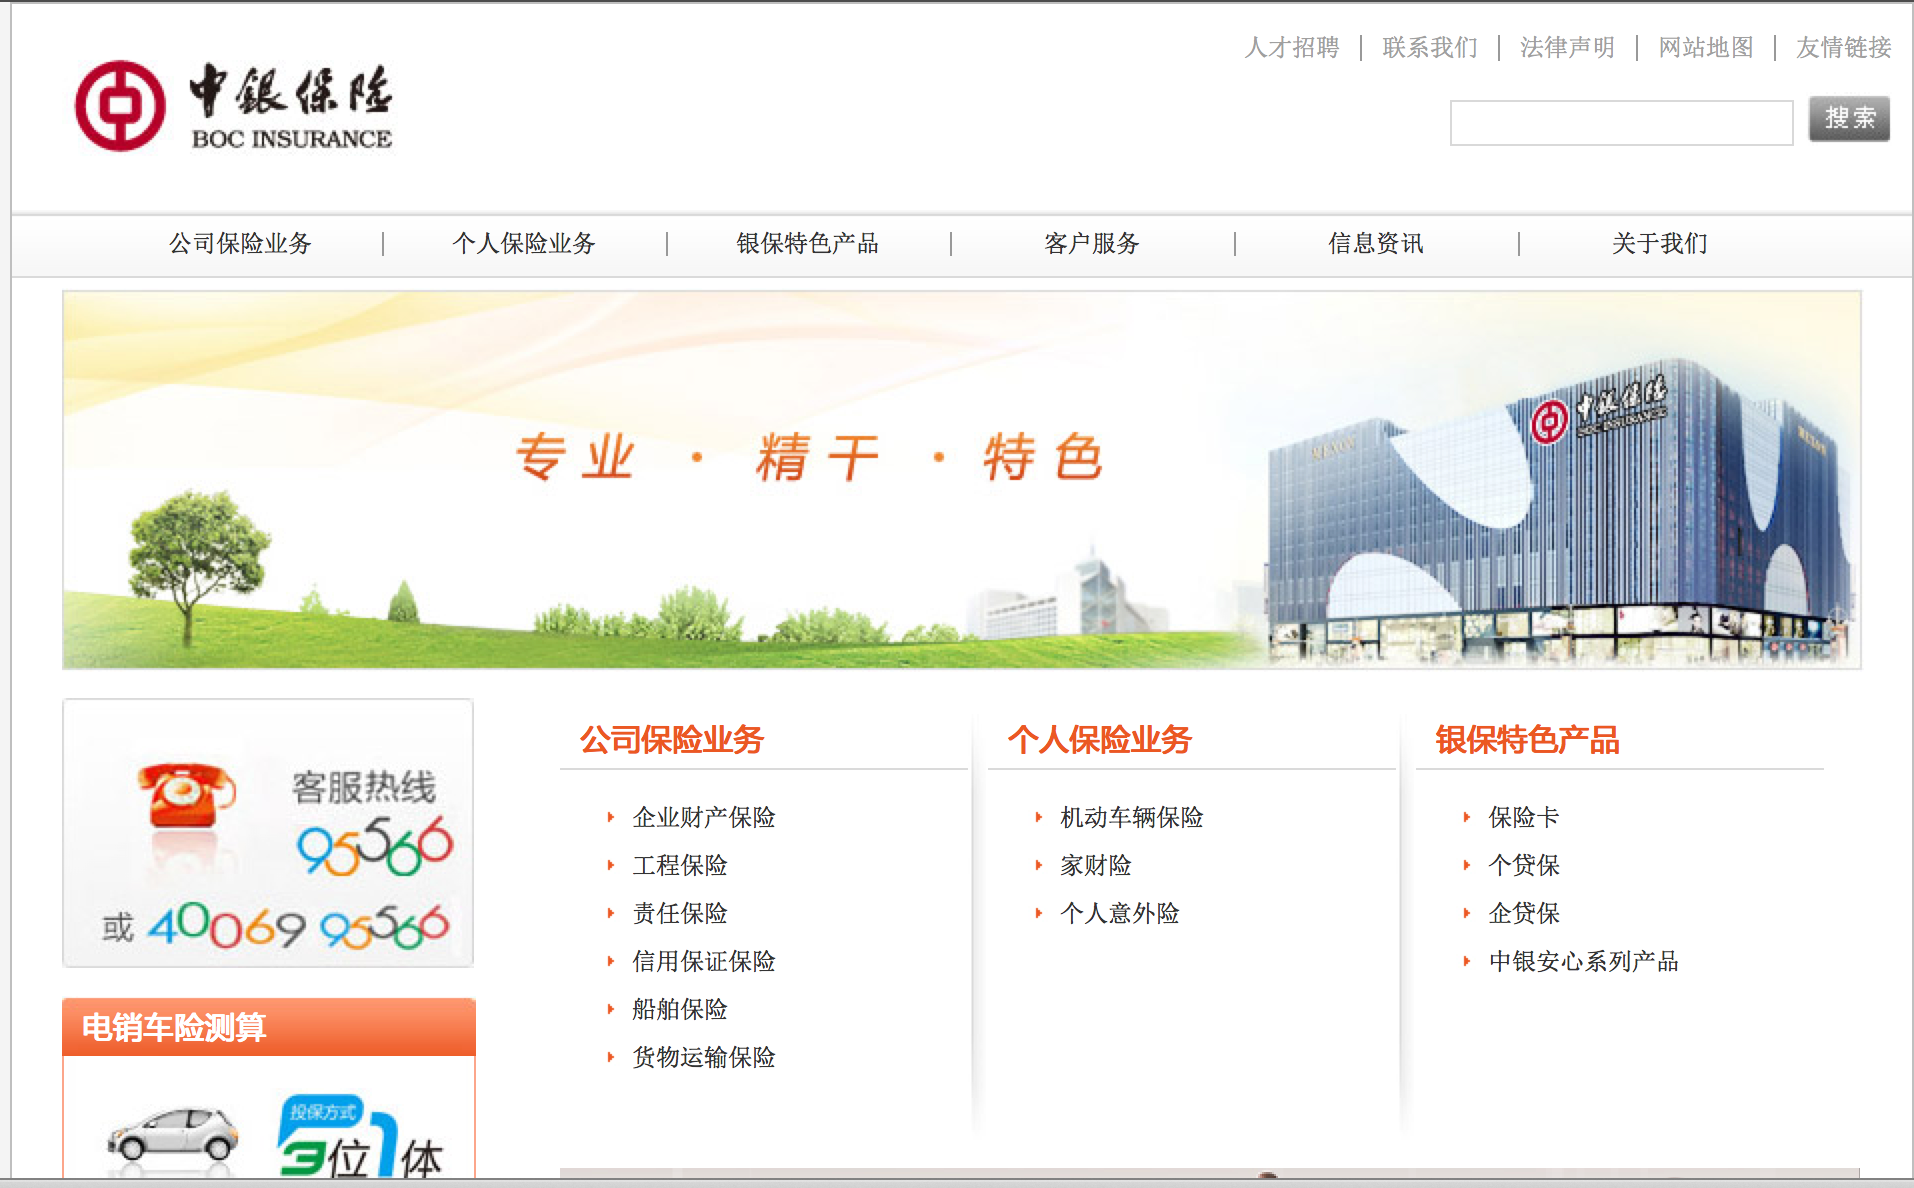 人才招聘 | 联系我们 | 法律声明 | 网站地图 | 友情链接
中银保险
BOC INSURANCE
搜索
公司保险业务 | 个人保险业务 | 银保特色产品 | 客户服务 | 信息资讯 | 关于我们
专业 · 精干 · 特色
中银保险
BOC INSURANCE
客服热线
95566
或 40069 95566
电销车险测算
投保方式
3位1体
公司保险业务
企业财产保险
工程保险
责任保险
信用保证保险
船舶保险
货物运输保险
个人保险业务
机动车辆保险
家财险
个人意外险
银保特色产品
保险卡
个贷保
企贷保
中银安心系列产品